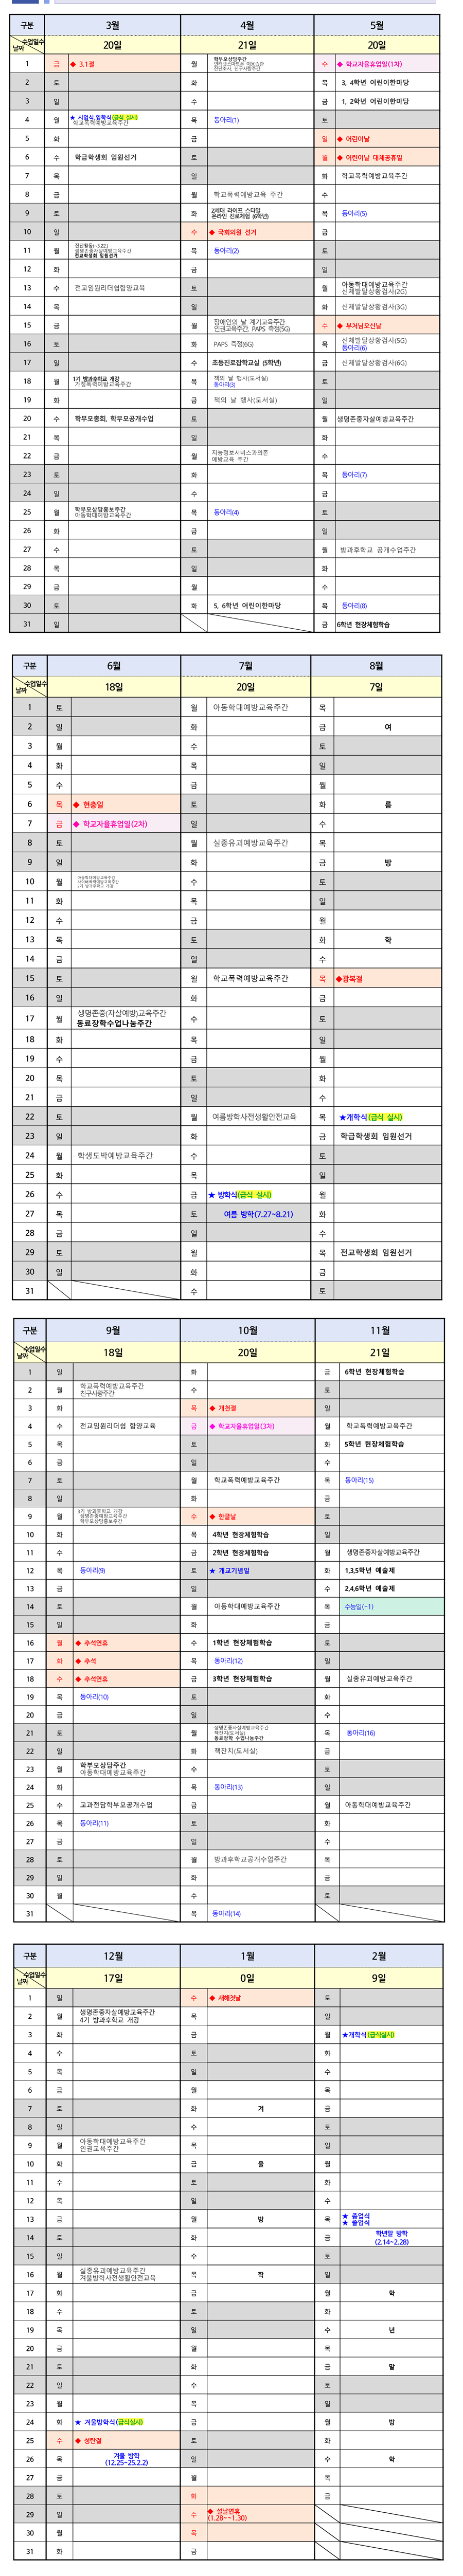 구분 3월 4월 5월
수업일수
날짜 20일 21일 20일
1 금 ◆ 3.1절 월 학부모상담주간 수 ◆ 학교자율휴업일(1차)
친구사랑주간
2 토 화 목 3, 4학년 어린이한마당
3 일 수 금 1, 2학년 어린이한마당
4 월 ★ 시업식,입학식(급식 실시) 목 동아리(1) 토
학교폭력예방교육주간
5 화 금 일 ◆ 어린이날
6 수 학급학생회 임원선거 토 월 ◆ 어린이날 대체공휴일
7 목 일 화 학교폭력예방교육주간
8 금 월 학교폭력예방교육 주간 수
9 토 화 Z세대 라이프 스타일 목 동아리(5)
온라인 진로체험 (6학년)
10 일 수 ◆ 국회의원 선거 금
11 월 진단활동(~3.22.) 목 동아리(2) 토
생명존중자살예방교육주간
전교학생회 임원선거
12 화 금 일
13 수 전교임원리더쉽함양교육 토 월 아동학대예방교육주간
신체발달상황검사(2G)
14 목 일 화 신체발달상황검사(3G)
15 금 월 장애인의 날 계기교육주간 수 ◆ 부처님오신날
인권교육주간, PAPS 측정(5G)
16 토 화 PAPS 측정(6G) 목 신체발달상황검사(5G)
동아리(6)
17 일 수 초등진로잡학교실 (5학년) 금 신체발달상황검사(6G)
18 월 1기 방과후학교 개강 목 책의 날 행사(도서실) 토
가정폭력예방교육주간 동아리(3)
19 화 금 책의 날 행사(도서실) 일
20 수 학부모총회, 학부모공개수업 토 월 생명존중자살예방교육주간
21 목 일 화
22 금 월 지능정보서비스과의존 수
예방교육 주간
23 토 화 목 동아리(7)
24 일 수 금
25 월 학부모상담홍보주간 목 동아리(4) 토
아동학대예방교육주간
26 화 금 일
27 수 토 월 방과후학교 공개수업주간
28 목 일 화
29 금 월 수
30 토 화 5, 6학년 어린이한마당 목 동아리(8)
31 일 금 6학년 현장체험학습
구분 6월 7월 8월
수업일수
날짜 18일 20일 7일
1 토 월 아동학대예방교육주간 목
2 일 화 금 여
3 월 수 토
4 화 목 일
5 수 금 월
6 목 ◆ 현충일 토 화 름
7 금 ◆ 학교자율휴업일(2차) 일 수
8 토 월 실종유괴예방교육주간 목
9 일 화 금 방
10 월 아동학대예방교육주간 수 토
사이버폭력예방교육주간
2기 방과후학교 개강
11 화 목 일
12 수 금 월
13 목 토 화 학
14 금 일 수
15 토 월 학교폭력예방교육주간 목 ◆광복절
16 일 화 금
17 월 생명존중(자살예방)교육주간 수 토
동료장학수업나눔주간
18 화 목 일
19 수 금 월
20 목 토 화
21 금 일 수
22 토 월 여름방학사전생활안전교육 목 ★개학식(급식 실시)
23 일 화 금 학급학생회 임원선거
24 월 학생도박예방교육주간 수 토
25 화 목 일
26 수 금 ★ 방학식(급식 실시) 월
27 목 토 여름 방학(7.27~8.21) 화
28 금 일 수
29 토 월 목 전교학생회 임원선거
30 일 화 금
31 수 토
구분 9월 10월 11월
수업일수
날짜 18일 20일 21일
1 일 화 금 6학년 현장체험학습
2 월 학교폭력예방교육주간 수 토
친구사랑주간
3 화 목 ◆ 개천절 일
4 수 전교임원리더쉽 함양교육 금 ◆ 학교자율휴업일(3차) 월 학교폭력예방교육주간
5 목 토 화 5학년 현장체험학습
6 금 일 수
7 토 월 학교폭력예방교육주간 목 동아리(15)
8 일 화 금
9 월 3기 방과후학교 개강 수 ◆ 한글날 토
생명존중예방교육주간
학부모상담홍보주간
10 화 목 4학년 현장체험학습 일
11 수 금 2학년 현장체험학습 월 생명존중자살예방교육주간
12 목 동아리(9) 토 ★ 개교기념일 화 1,3,5학년 예술제
13 금 일 수 2,4,6학년 예술제
14 토 월 아동학대예방교육주간 목 수능일(-1)
15 일 화 금
16 월 ◆ 추석연휴 수 1학년 현장체험학습 토
17 화 ◆ 추석 목 동아리(12) 일
18 수 ◆ 추석연휴 금 3학년 현장체험학습 월 실종유괴예방교육주간
19 목 동아리(10) 토 화
20 금 일 수
21 토 월 생명존중자살예방교육주간 목 동아리(16)
책잔치(도서실)
동료장학 수업나눔주간
22 일 화 책잔치(도서실) 금
23 월 학부모상담주간 수 토
아동학대예방교육주간
24 화 목 동아리(13) 일
25 수 교과전담학부모공개수업 금 월 아동학대예방교육주간
26 목 동아리(11) 토 화
27 금 일 수
28 토 월 방과후학교공개수업주간 목
29 일 화 금
30 월 수 토
31 목 동아리(14)
구분 12월 1월 2월
수업일수
날짜 17일 0일 9일
1 일 수 ◆ 새해첫날 토
2 월 생명존중자살예방교육주간 목 일
4기 방과후학교 개강
3 화 금 월 ★개학식(급식실시)
4 수 토 화
5 목 일 수
6 금 월 목
7 토 화 겨 금
8 일 수 토
9 월 아동학대예방교육주간 목 일
인권교육주간
10 화 금 울 월
11 수 토 화
12 목 일 수
13 금 월 방 목 ★ 종업식
★ 졸업식
14 토 화 금 학년말 방학
(2.14~2.28)
15 일 수 토
16 월 실종유괴예방교육주간 목 학 일
겨울방학사전생활안전교육
17 화 금 월 학
18 수 토 화
19 목 일 수 년
20 금 월 목
21 토 화 금 말
22 일 수 토
23 월 목 일
24 화 ★ 겨울방학식(급식실시) 금 월 방
25 수 ◆ 성탄절 토 화
26 목 겨울 방학 일 수 학
(12.25~25.2.2)
27 금 월 목
28 토 화 금
29 일 수 ◆ 설날연휴
(1.28~~1.30)
30 월 목
31 화 금